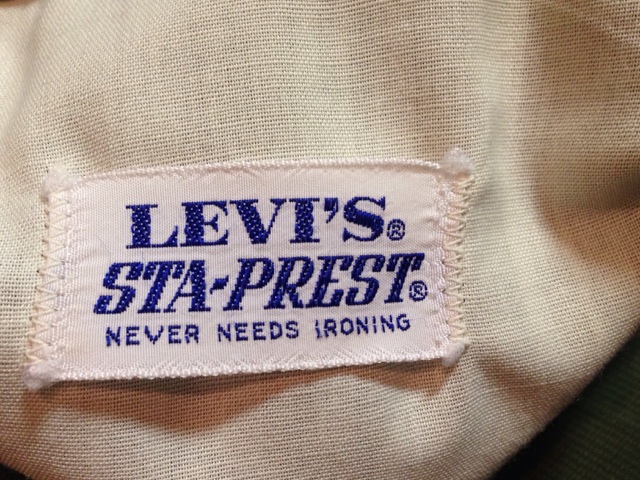 LEVI'S®
STA-PREST®
NEVER NEEDS IRONING